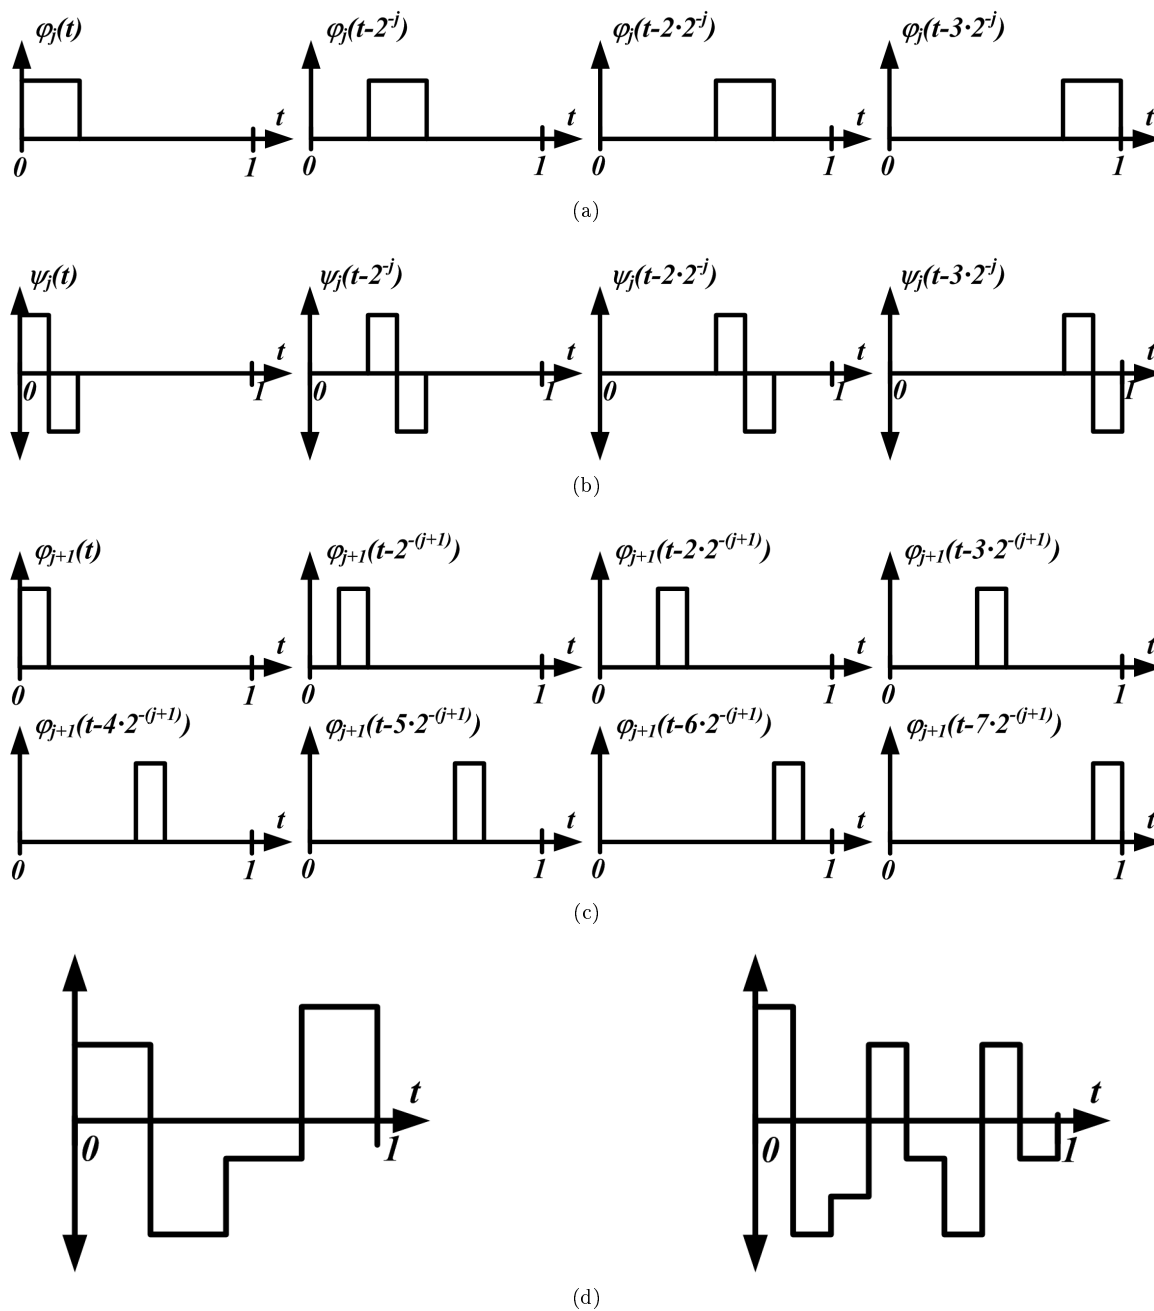 φj(t) φj(t-2^-j) φj(t-2·2^-j) φj(t-3·2^-j)
t t t t
0 1 0 1 0 1 0 1
(a)
ψj(t) ψj(t-2^-j) ψj(t-2·2^-j) ψj(t-3·2^-j)
t t t t
0 1 0 1 0 1 0 1
(b)
φj+1(t) φj+1(t-2^-(j+1)) φj+1(t-2·2^-(j+1)) φj+1(t-3·2^-(j+1))
t t t t
0 1 0 1 0 1 0 1
φj+1(t-4·2^-(j+1)) φj+1(t-5·2^-(j+1)) φj+1(t-6·2^-(j+1)) φj+1(t-7·2^-(j+1))
t t t t
0 1 0 1 0 1 0 1
(c)
t t
0 1 0 1
(d)